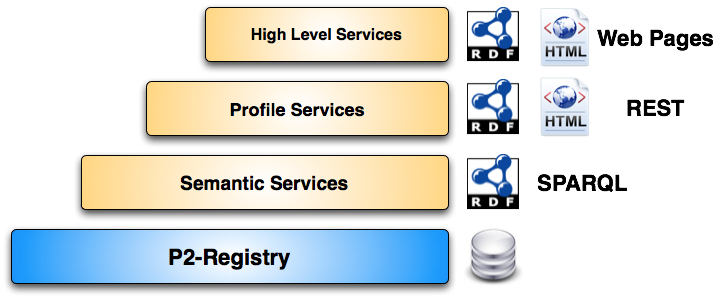 High Level Services
RDF
HTML
Web Pages
Profile Services
RDF
HTML
REST
Semantic Services
RDF
SPARQL
P2-Registry